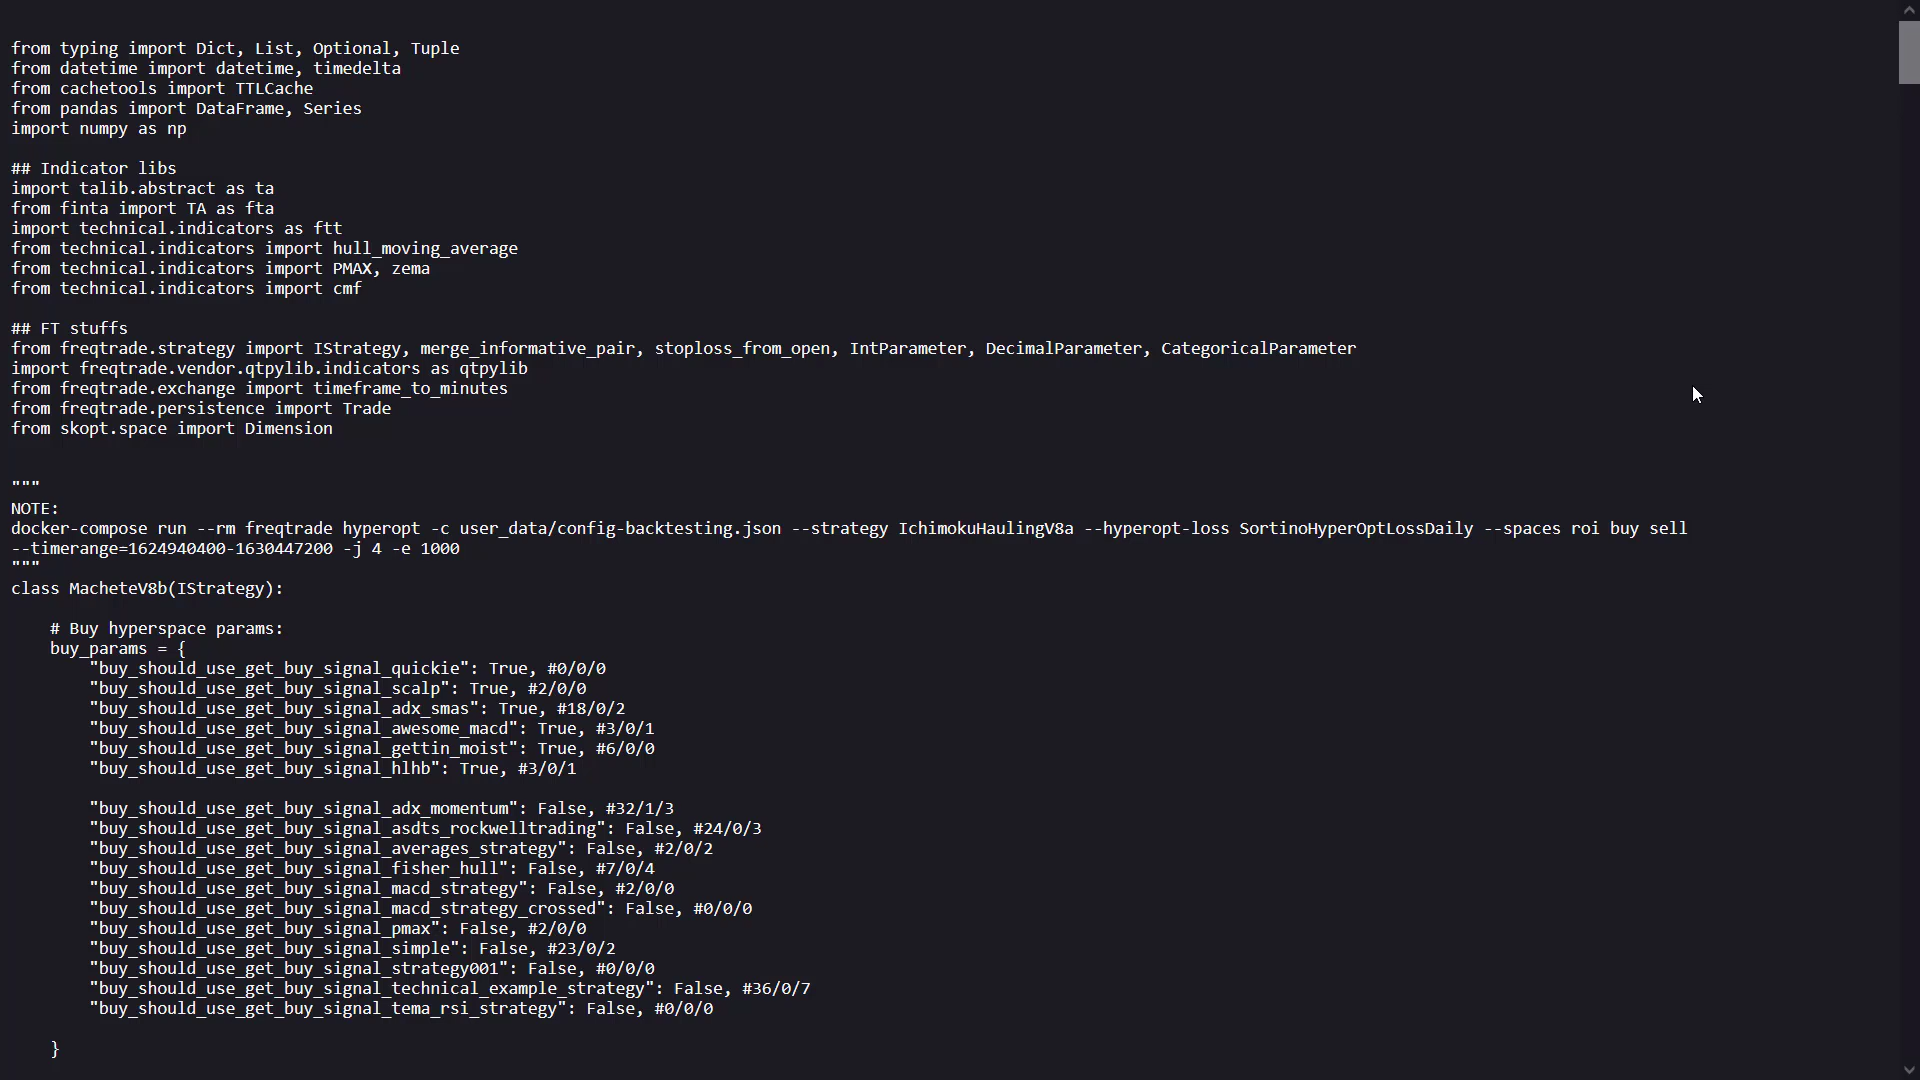 from typing import Dict, List, Optional, Tuple
from datetime import datetime, timedelta
from cachetools import TTLCache
from pandas import DataFrame, Series
import numpy as np

## Indicator libs
import talib.abstract as ta
from finta import TA as fta
import technical.indicators as ftt
from technical.indicators import hull_moving_average
from technical.indicators import PMAX, zema
from technical.indicators import cmf

## FT stuffs
from freqtrade.strategy import IStrategy, merge_informative_pair, stoploss_from_open, IntParameter, DecimalParameter, CategoricalParameter
import freqtrade.vendor.qtpylib.indicators as qtpylib
from freqtrade.exchange import timeframe_to_minutes
from freqtrade.persistence import Trade
from skopt.space import Dimension


"""
NOTE:
docker-compose run --rm freqtrade hyperopt -c user_data/config-backtesting.json --strategy IchimokuHaulingV8a --hyperopt-loss SortinoHyperOptLossDaily --spaces roi buy sell
--timerange=1624940400-1630447200 -j 4 -e 1000
"""
class MacheteV8b(IStrategy):

    # Buy hyperspace params:
    buy_params = {
        "buy_should_use_get_buy_signal_quickie": True, #0/0/0
        "buy_should_use_get_buy_signal_scalp": True, #2/0/0
        "buy_should_use_get_buy_signal_adx_smas": True, #18/0/2
        "buy_should_use_get_buy_signal_awesome_macd": True, #3/0/1
        "buy_should_use_get_buy_signal_gettin_moist": True, #6/0/0
        "buy_should_use_get_buy_signal_hlhb": True, #3/0/1

        "buy_should_use_get_buy_signal_adx_momentum": False, #32/1/3
        "buy_should_use_get_buy_signal_asdts_rockwelltrading": False, #24/0/3
        "buy_should_use_get_buy_signal_averages_strategy": False, #2/0/2
        "buy_should_use_get_buy_signal_fisher_hull": False, #7/0/4
        "buy_should_use_get_buy_signal_macd_strategy": False, #2/0/0
        "buy_should_use_get_buy_signal_macd_strategy_crossed": False, #0/0/0
        "buy_should_use_get_buy_signal_pmax": False, #2/0/0
        "buy_should_use_get_buy_signal_simple": False, #23/0/2
        "buy_should_use_get_buy_signal_strategy001": False, #0/0/0
        "buy_should_use_get_buy_signal_technical_example_strategy": False, #36/0/7
        "buy_should_use_get_buy_signal_tema_rsi_strategy": False, #0/0/0

    }